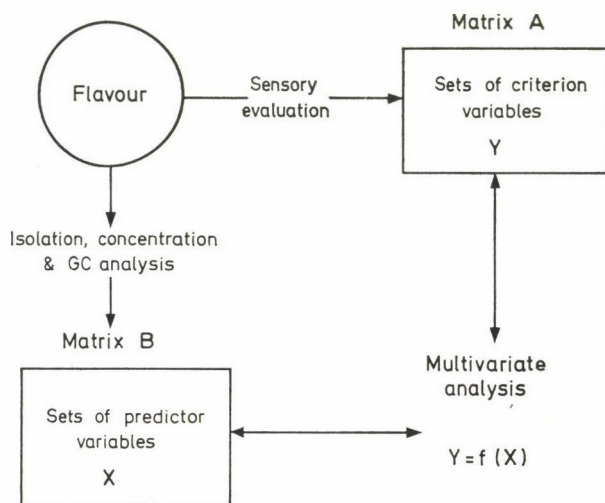 Matrix A
Flavour
Sensory
evaluation
Sets of criterion
variables
Y
Isolation, concentration
& GC analysis
Matrix B
Sets of predictor
variables
X
Multivariate
analysis
Y = f (X)